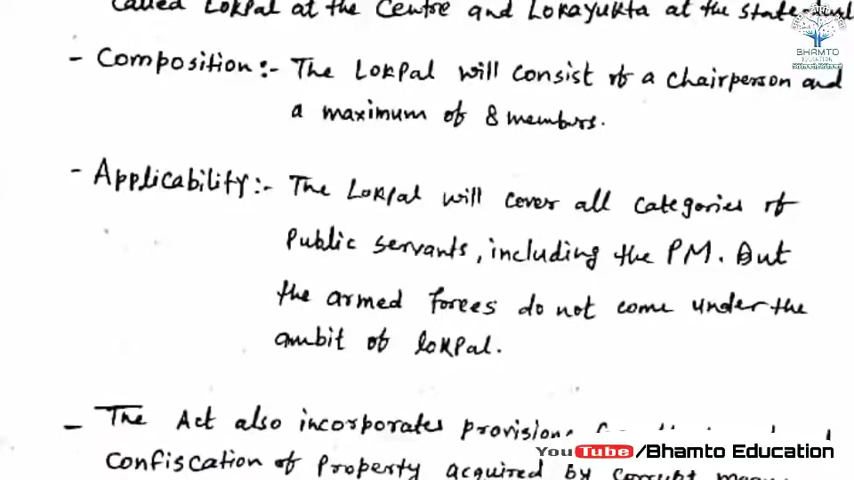 called Lokpal at the Centre and Lokayukta at the state
- Composition :- The Lokpal will consist of a chairperson and
a maximum of 8 members.
- Applicability :- The Lokpal will cover all categories of
Public servants, including the PM. But
the armed forces do not come under the
ambit of lokpal.
- The Act also incorporates provisions
confiscation of Property acquired by corrupt
BHAMTO
EDUCATION
YouTube/Bhamto Education